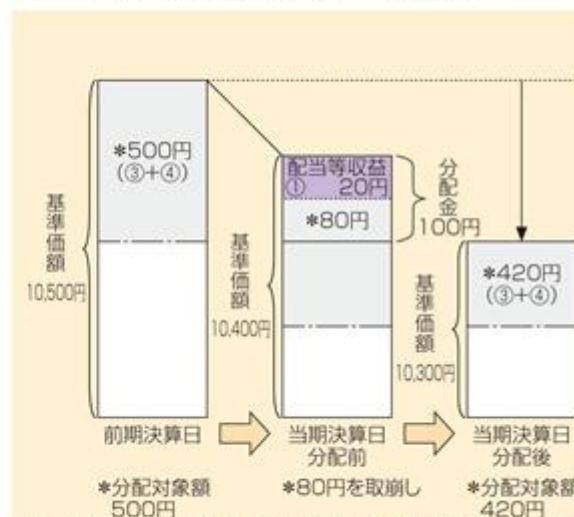 *500円
(③+④)
基準価額
10,500円
配当等収益
① 20円
*80円
分配金
100円
基準価額
10,400円
*420円
(③+④)
基準価額
10,300円
前期決算日
当期決算日
分配前
当期決算日
分配後
*分配対象額
500円
*80円を取崩し
*分配対象額
420円